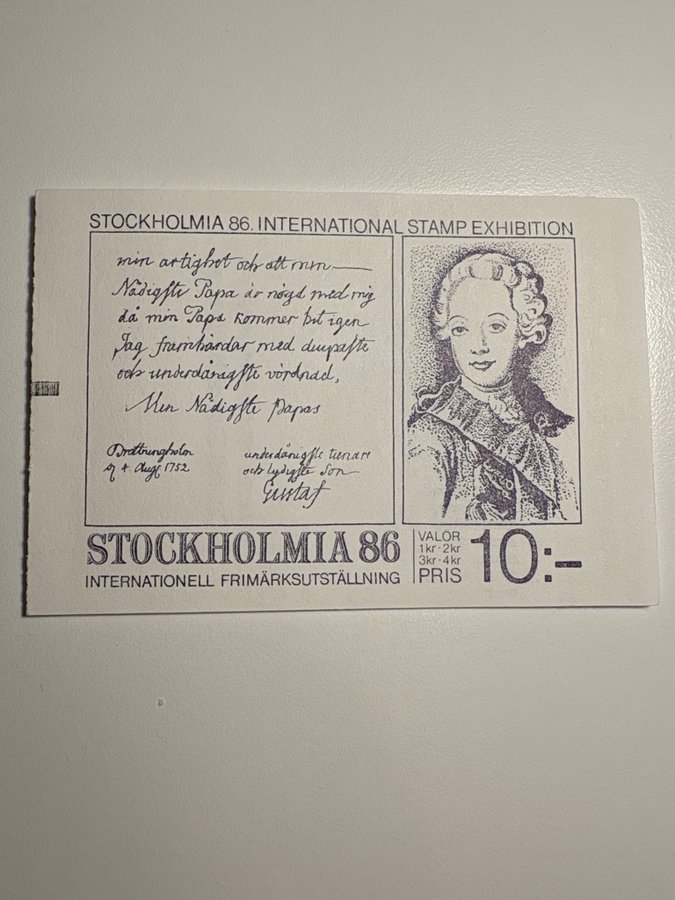 STOCKHOLMIA 86. INTERNATIONAL STAMP EXHIBITION
min artighet och att min
Nådigste Papa är nögd med mig
då min Papa kommer hit igen
Jag framhärdar med diupaste
och underdånigste vördnad,
Min Nådigste Papas
Drottningholm
d 4. Aug. 1752
underdånigste tienare
och lydigste Son
Gustaf
STOCKHOLMIA 86
INTERNATIONELL FRIMÄRKSUTSTÄLLNING
VALÖR
1kr·2kr
3kr·4kr
PRIS
10:-